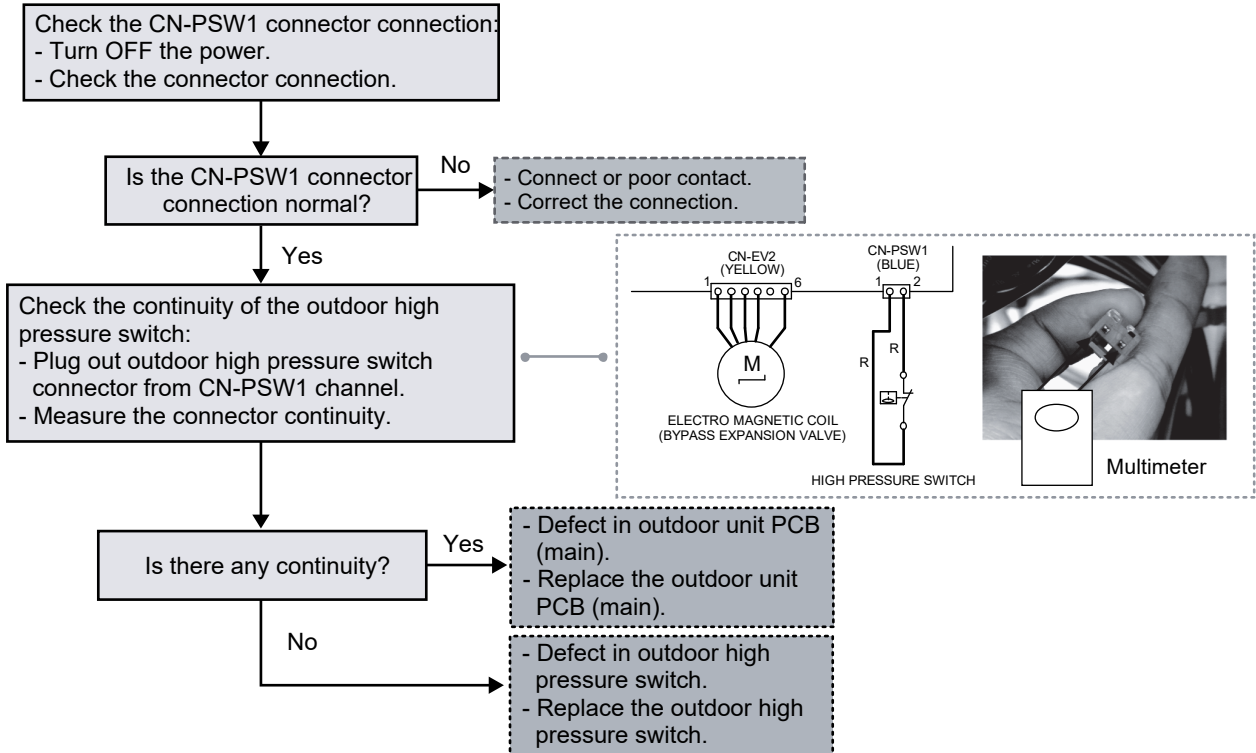 Check the CN-PSW1 connector connection:
- Turn OFF the power.
- Check the connector connection.
Is the CN-PSW1 connector
connection normal?
No
- Connect or poor contact.
- Correct the connection.
Yes
Check the continuity of the outdoor high
pressure switch:
- Plug out outdoor high pressure switch
connector from CN-PSW1 channel.
- Measure the connector continuity.
CN-EV2
(YELLOW)
1
6
M
ELECTRO MAGNETIC COIL
(BYPASS EXPANSION VALVE)
CN-PSW1
(BLUE)
1
2
R
R
HIGH PRESSURE SWITCH
Multimeter
Is there any continuity?
Yes
- Defect in outdoor unit PCB
(main).
- Replace the outdoor unit
PCB (main).
No
- Defect in outdoor high
pressure switch.
- Replace the outdoor high
pressure switch.